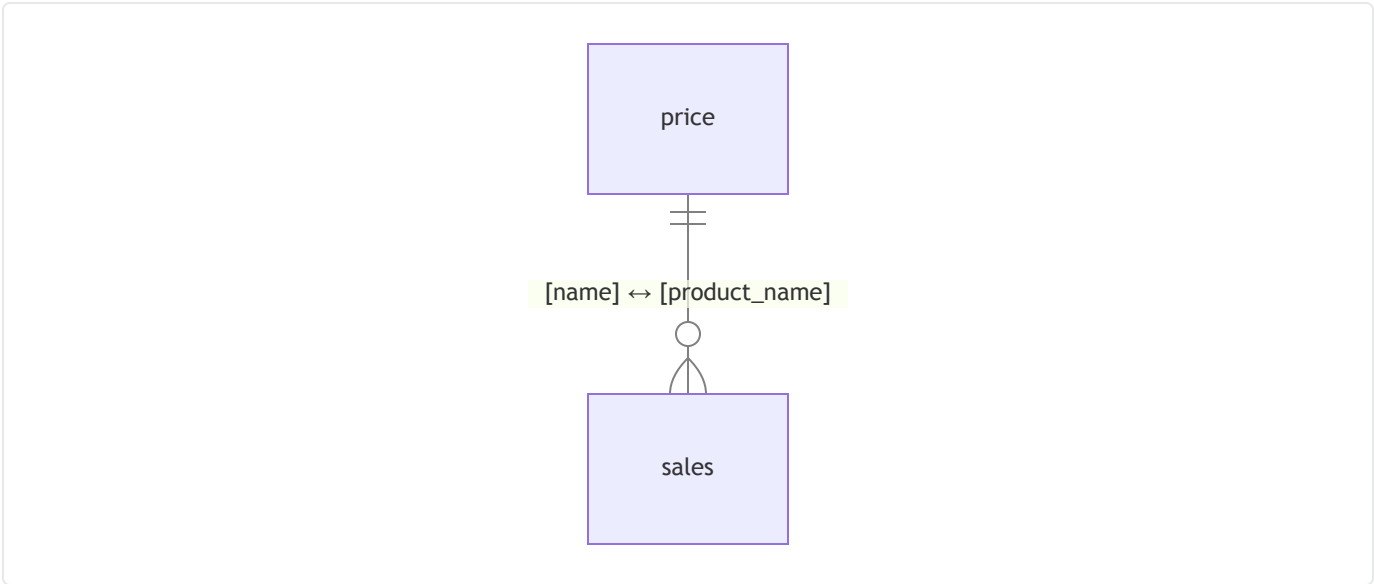 price
[name] ↔ [product_name]
sales